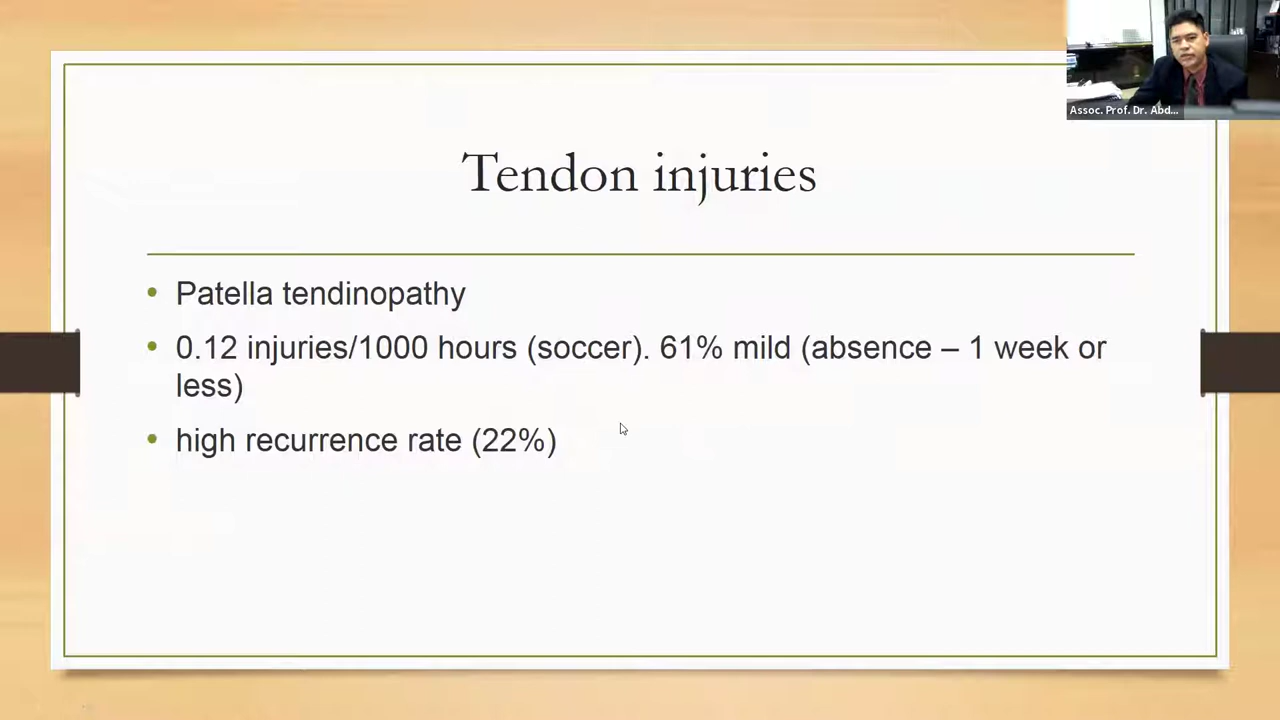 Assoc. Prof. Dr. Abd...
Tendon injuries
• Patella tendinopathy
• 0.12 injuries/1000 hours (soccer). 61% mild (absence – 1 week or
less)
• high recurrence rate (22%)